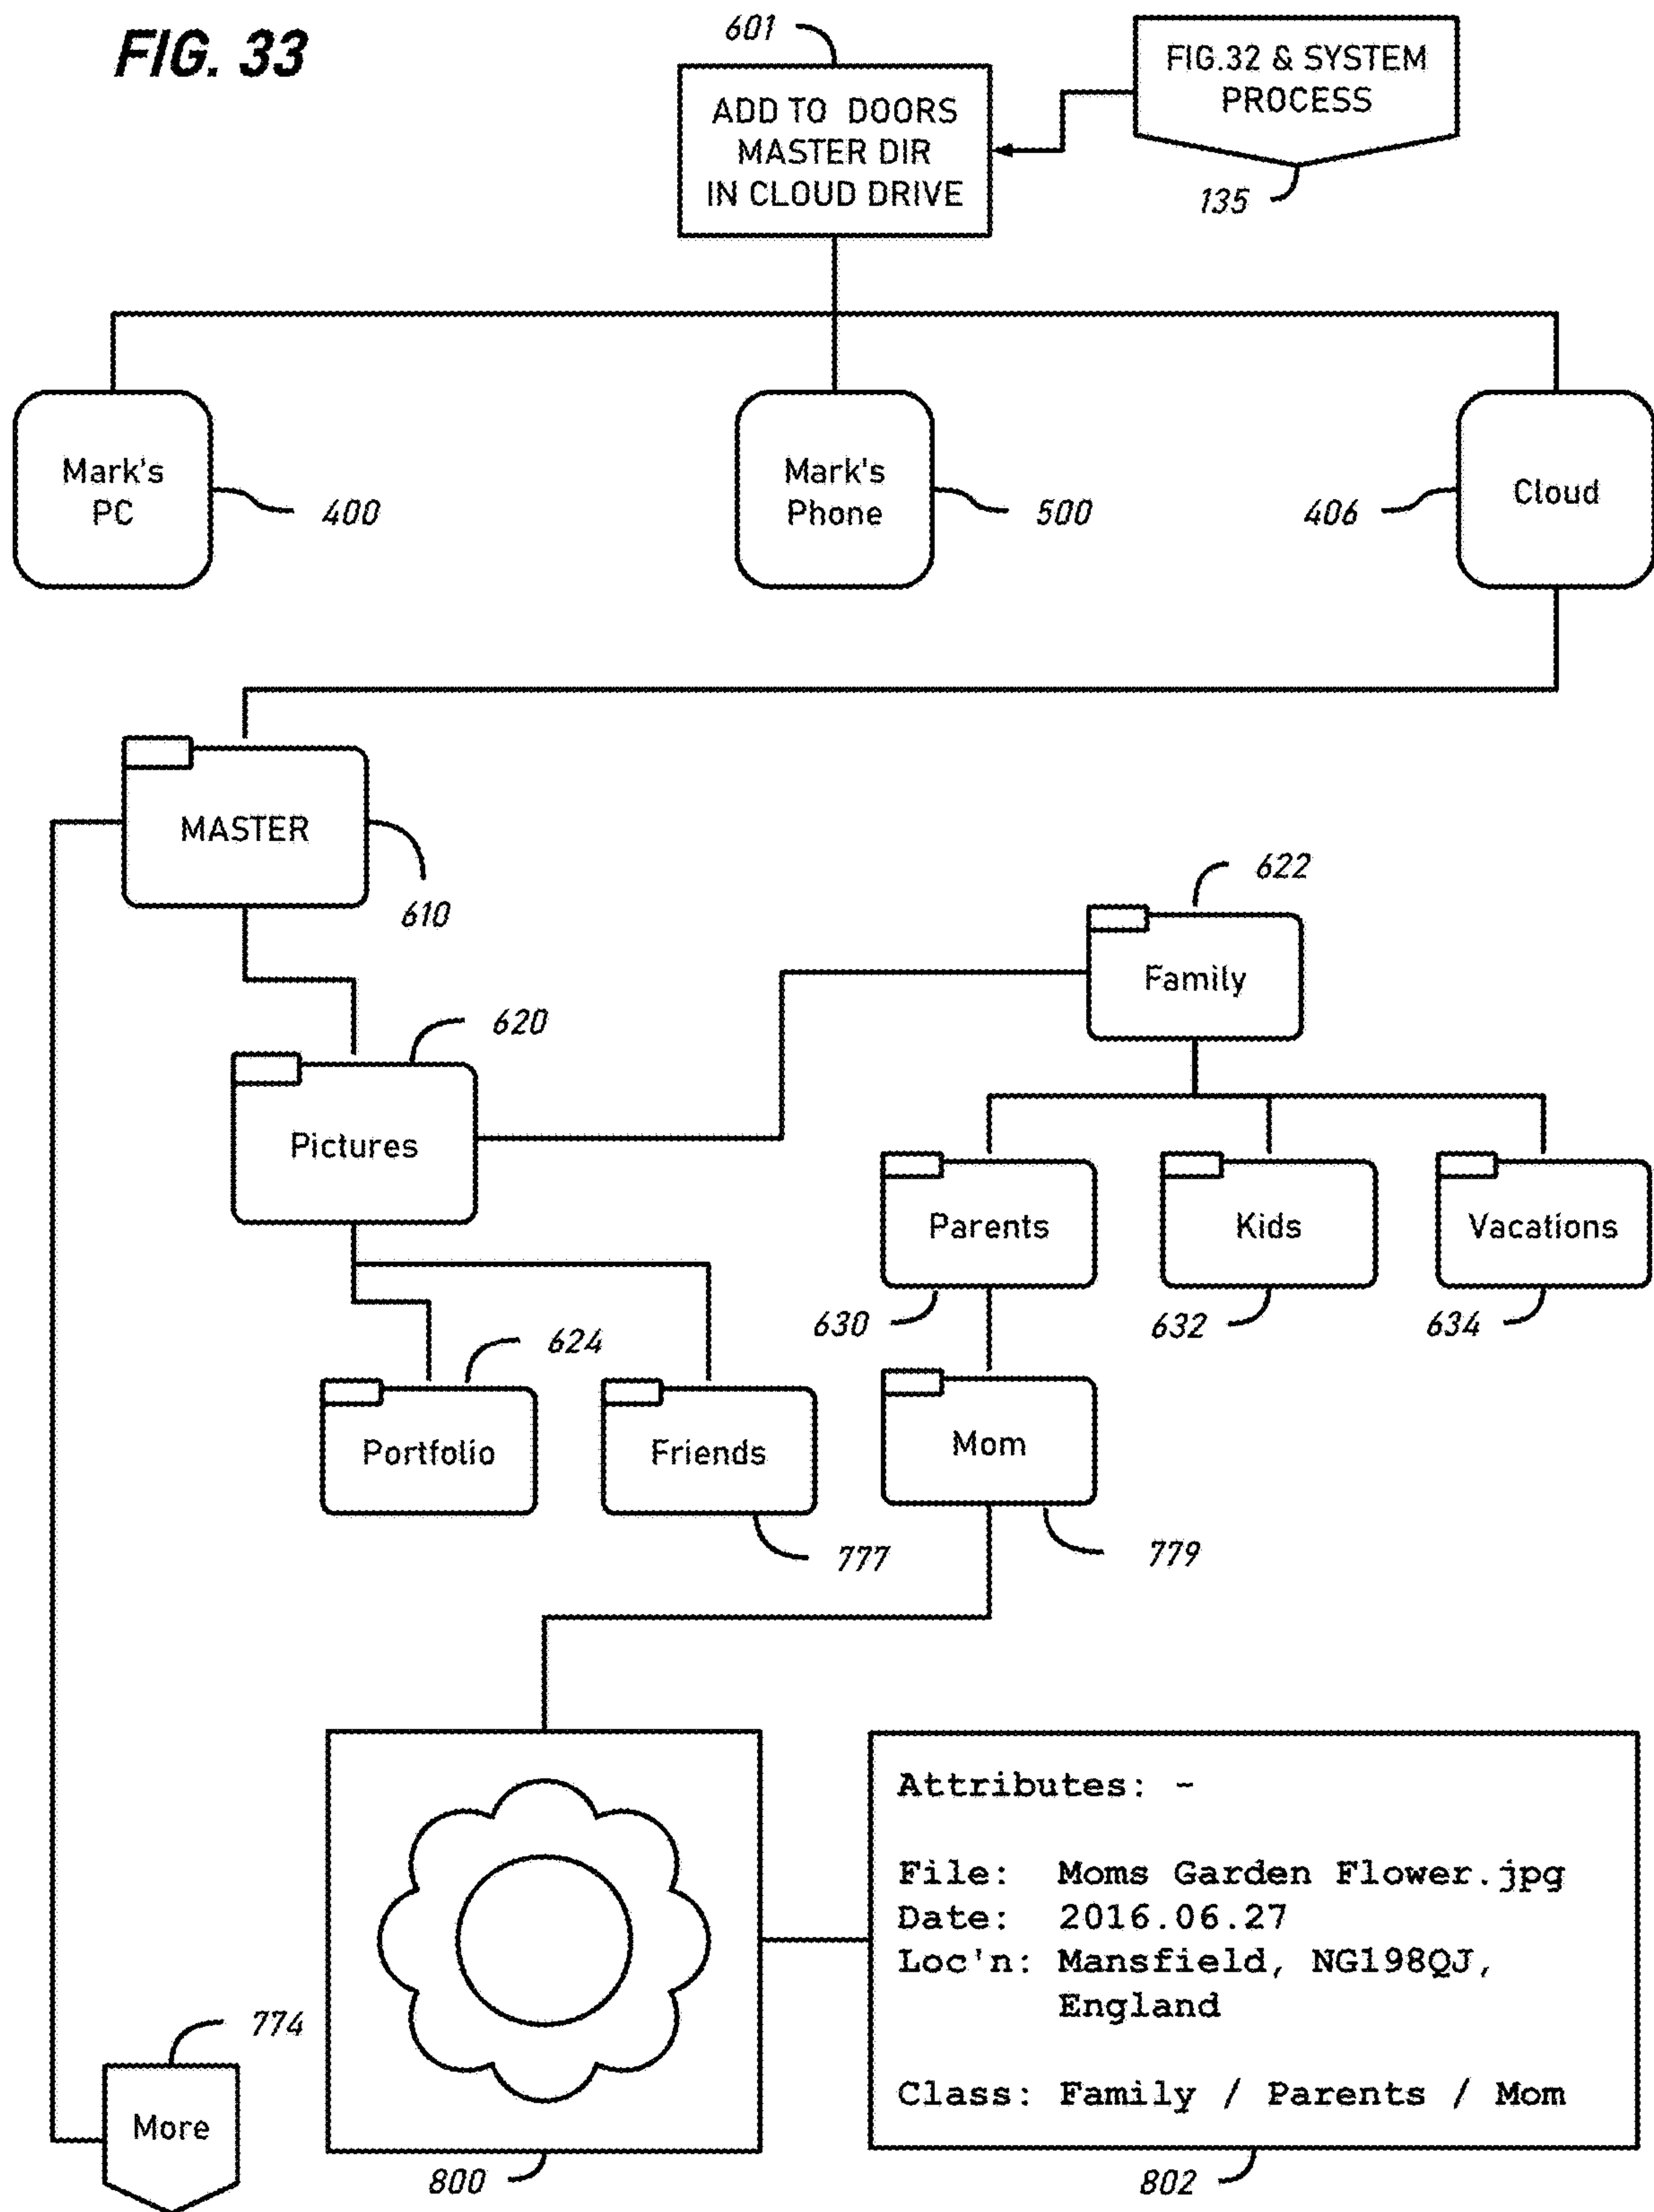 FIG. 33
601
FIG.32 & SYSTEM
PROCESS
ADD TO DOORS
MASTER DIR
IN CLOUD DRIVE
135
Mark's
PC
400
Mark's
Phone
500
406
Cloud
MASTER
610
622
Family
620
Pictures
Parents
Kids
Vacations
630
632
634
624
Portfolio
Friends
Mom
777
779
Attributes: -
File: Moms Garden Flower.jpg
Date: 2016.06.27
Loc'n: Mansfield, NG198QJ,
England
Class: Family / Parents / Mom
774
More
800
802